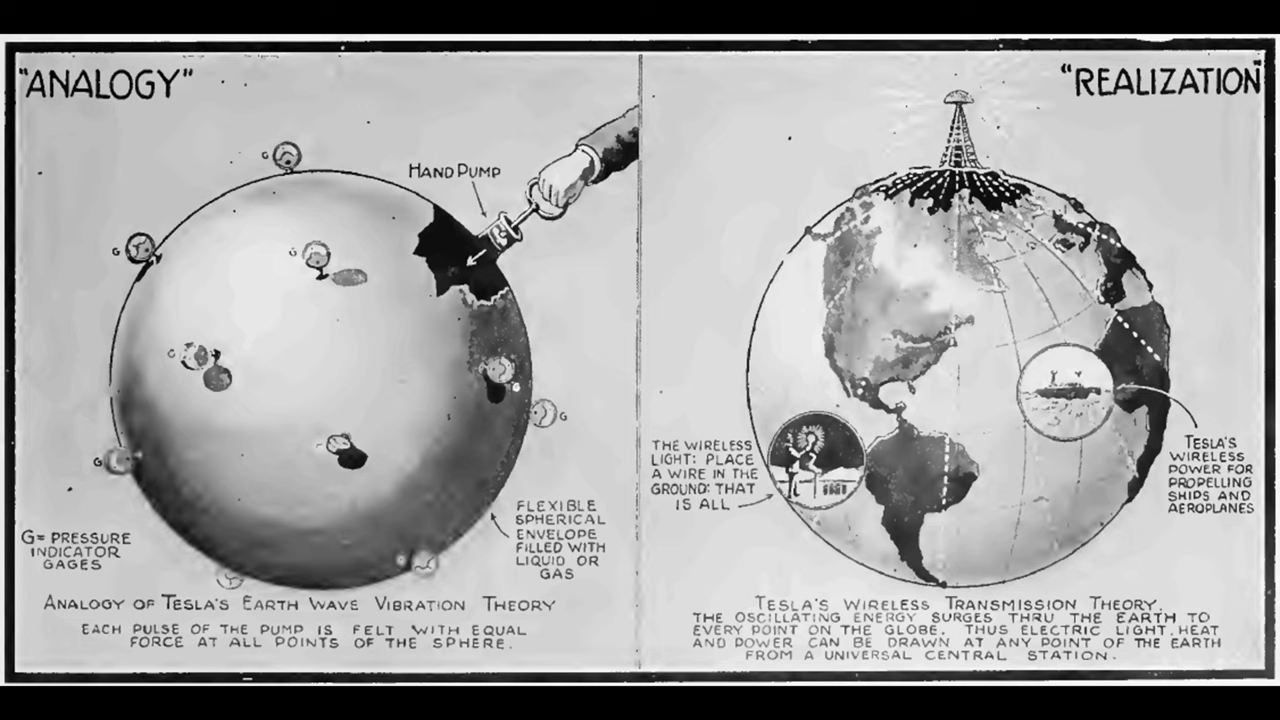 "ANALOGY"
HAND PUMP
G
G
G
G
G
G
G
G= PRESSURE
INDICATOR
GAGES
FLEXIBLE
SPHERICAL
ENVELOPE
FILLED WITH
LIQUID OR
GAS
ANALOGY OF TESLA'S EARTH WAVE VIBRATION THEORY
EACH PULSE OF THE PUMP IS FELT WITH EQUAL
FORCE AT ALL POINTS OF THE SPHERE.
"REALIZATION"
THE WIRELESS
LIGHT: PLACE
A WIRE IN THE
GROUND: THAT
IS ALL
TESLA'S
WIRELESS
POWER FOR
PROPELLING
SHIPS AND
AEROPLANES
TESLA'S WIRELESS TRANSMISSION THEORY.
THE OSCILLATING ENERGY SURGES THRU THE EARTH TO
EVERY POINT ON THE GLOBE. THUS ELECTRIC LIGHT, HEAT
AND POWER CAN BE DRAWN AT ANY POINT OF THE EARTH
FROM A UNIVERSAL CENTRAL STATION.